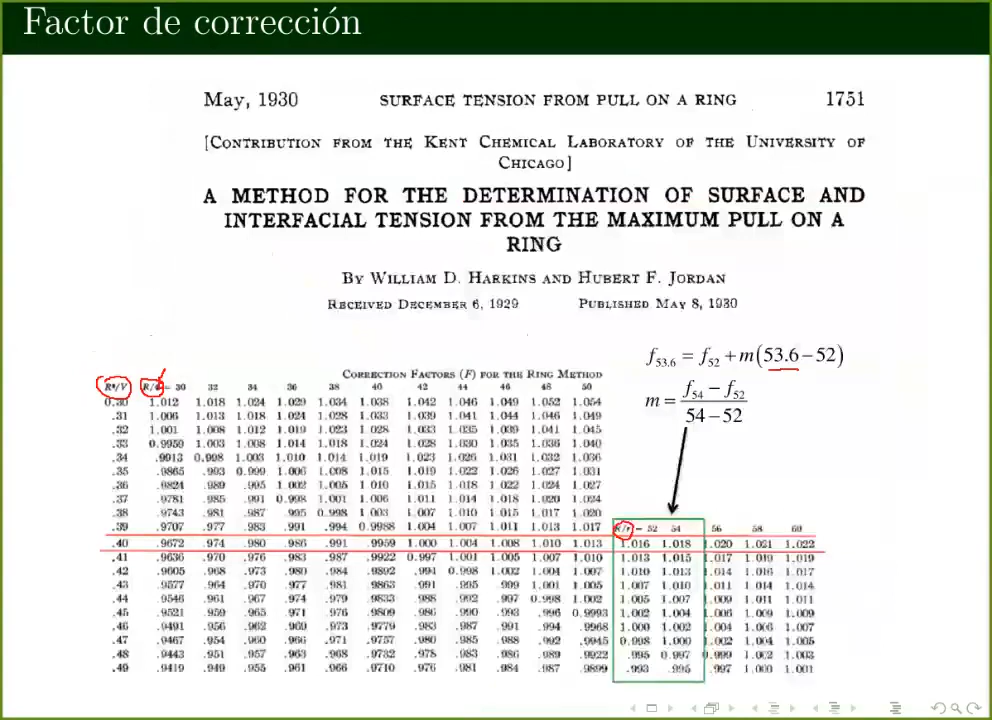 Factor de corrección
May, 1930 SURFACE TENSION FROM PULL ON A RING 1751
[CONTRIBUTION FROM THE KENT CHEMICAL LABORATORY OF THE UNIVERSITY OF
CHICAGO]
A METHOD FOR THE DETERMINATION OF SURFACE AND
INTERFACIAL TENSION FROM THE MAXIMUM PULL ON A
RING
BY WILLIAM D. HARKINS AND HUBERT F. JORDAN
RECEIVED DECEMBER 6, 1929 PUBLISHED MAY 8, 1930
f53.6 = f52 + m(53.6 − 52)
m = f54 − f52
54 − 52
CORRECTION FACTORS (F) FOR THE RING METHOD
R³/V R/r = 30 32 34 36 38 40 42 44 46 48 50
0.30 1.012 1.018 1.024 1.029 1.034 1.038 1.042 1.046 1.049 1.052 1.054
.31 1.006 1.013 1.018 1.024 1.028 1.033 1.039 1.041 1.044 1.046 1.049
.32 1.001 1.008 1.012 1.019 1.023 1.028 1.033 1.035 1.039 1.041 1.045
.33 0.9959 1.003 1.008 1.014 1.018 1.024 1.028 1.030 1.035 1.036 1.040
.34 .9913 0.998 1.003 1.010 1.014 1.019 1.023 1.026 1.031 1.032 1.036
.35 .9865 .993 0.999 1.006 1.008 1.015 1.019 1.022 1.026 1.027 1.031
.36 .9824 .989 .995 1.002 1.005 1.010 1.015 1.018 1.022 1.024 1.027
.37 .9781 .985 .991 0.998 1.001 1.006 1.011 1.014 1.018 1.020 1.024
.38 .9743 .981 .987 .995 0.998 1.003 1.007 1.010 1.015 1.017 1.020
.39 .9707 .977 .983 .991 .994 0.9988 1.004 1.007 1.011 1.013 1.017 R/r = 52 54 56 58 60
.40 .9672 .974 .980 .986 .991 .9959 1.000 1.004 1.008 1.010 1.013 1.016 1.018 1.020 1.021 1.022
.41 .9636 .970 .976 .983 .987 .9922 0.997 1.001 1.005 1.007 1.010 1.013 1.015 1.017 1.019 1.019
.42 .9605 .968 .973 .980 .984 .9892 .994 0.998 1.002 1.004 1.007 1.010 1.013 1.014 1.016 1.017
.43 .9577 .964 .970 .977 .981 .9863 .991 .995 .999 1.001 1.005 1.007 1.010 1.011 1.014 1.014
.44 .9546 .961 .967 .974 .979 .9833 .988 .992 .997 0.998 1.002 1.005 1.007 1.009 1.011 1.011
.45 .9521 .959 .965 .971 .976 .9809 .986 .990 .993 .996 0.9993 1.002 1.004 1.006 1.009 1.009
.46 .9491 .956 .962 .969 .973 .9779 .983 .987 .991 .994 .9968 1.000 1.002 1.004 1.006 1.007
.47 .9467 .954 .960 .966 .971 .9757 .980 .985 .988 .992 .9945 0.998 1.000 1.002 1.004 1.005
.48 .9443 .951 .957 .963 .968 .9732 .978 .983 .986 .989 .9922 .995 0.997 0.999 1.002 1.003
.49 .9419 .949 .955 .961 .966 .9710 .976 .981 .984 .987 .9899 .993 .995 .997 1.000 1.001